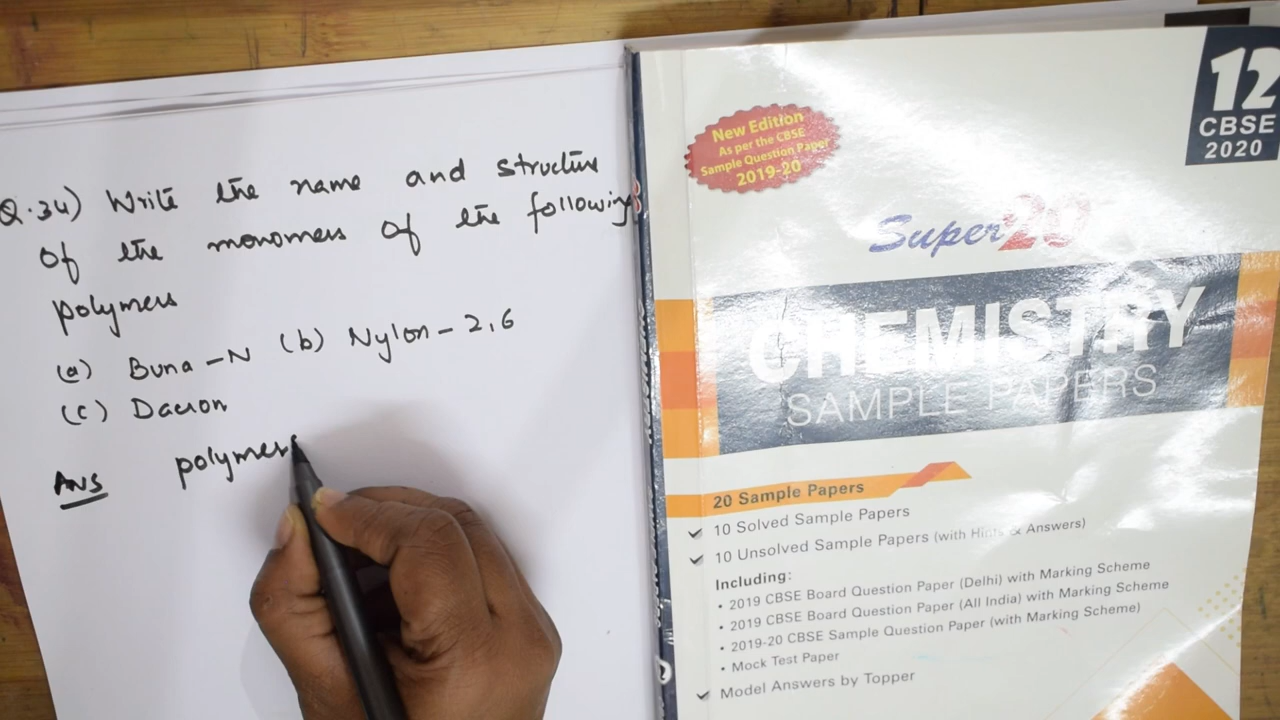 Q.34) Write the name and structure
of the monomers of the following:
polymers
(a) Buna-N (b) Nylon-2,6
(c) Dacron
Ans polymers
12
CBSE
2020
New Edition
As per the CBSE
Sample Question Paper
2019-20
Super20
CHEMISTRY
SAMPLE PAPERS
20 Sample Papers
✓ 10 Solved Sample Papers
✓ 10 Unsolved Sample Papers (with Hints & Answers)
Including:
• 2019 CBSE Board Question Paper (Delhi) with Marking Scheme
• 2019 CBSE Board Question Paper (All India) with Marking Scheme
• 2019-20 CBSE Sample Question Paper (with Marking Scheme)
• Mock Test Paper
✓ Model Answers by Topper